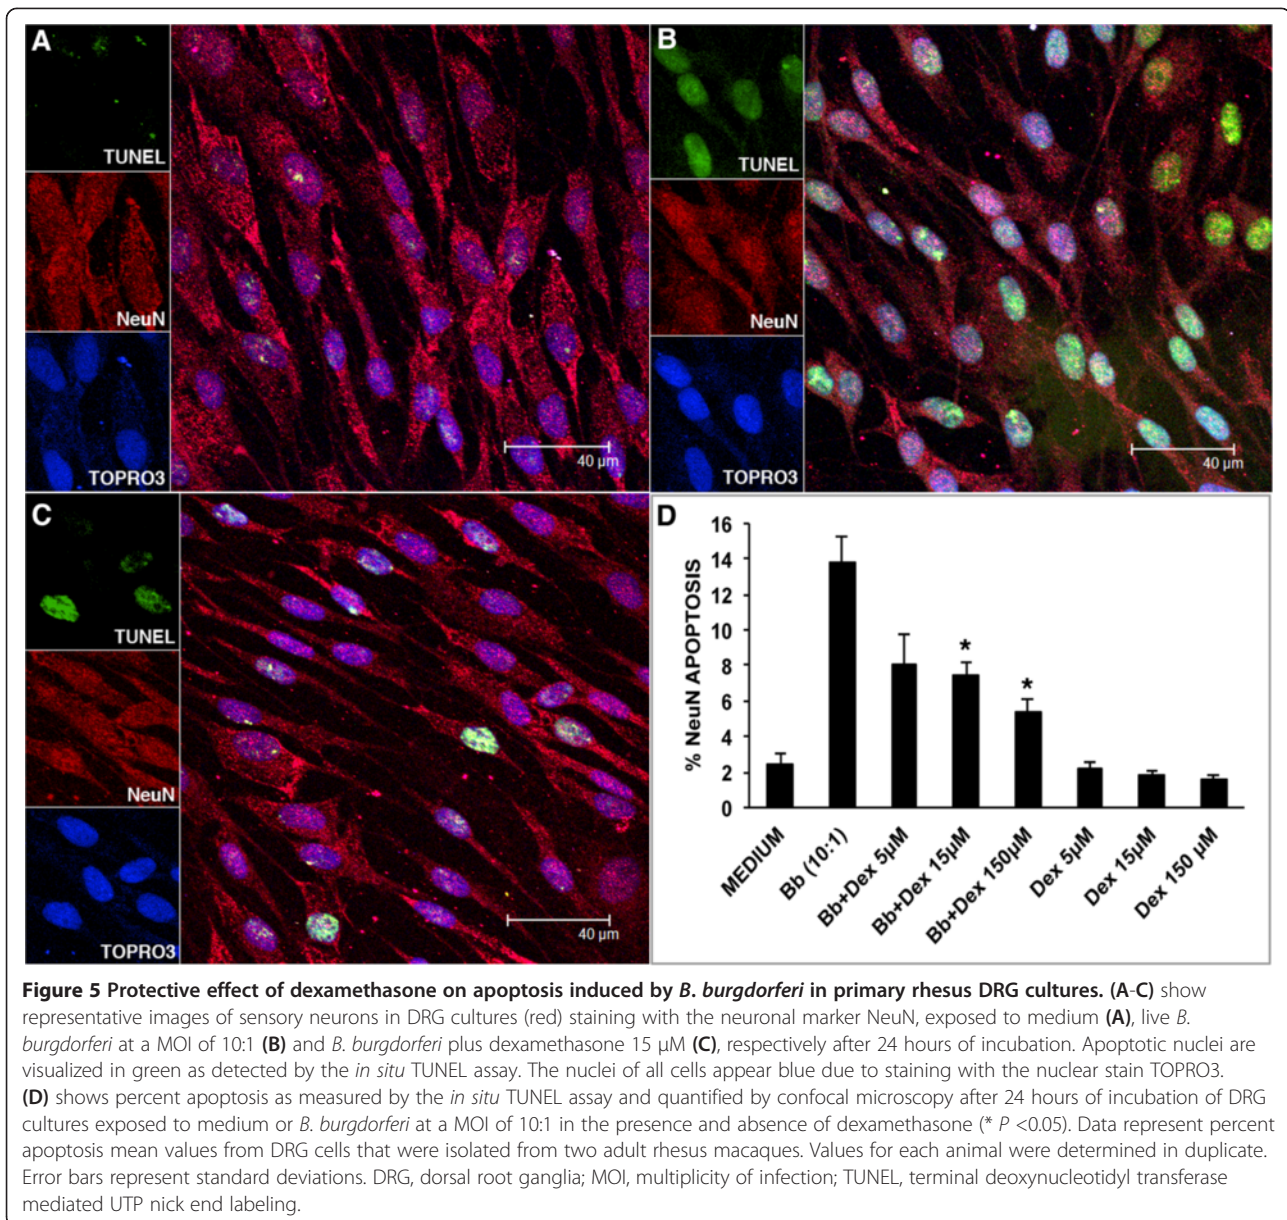 A
TUNEL
NeuN
TOPRO3
40 µm
B
TUNEL
NeuN
TOPRO3
40 µm
C
TUNEL
NeuN
TOPRO3
40 µm
D
% NeuN APOPTOSIS
16
14
12
10
8
6
4
2
0
*
*
MEDIUM
Bb (10:1)
Bb+Dex 5µM
Bb+Dex 15µM
Bb+Dex 150µM
Dex 5µM
Dex 15µM
Dex 150 µM
Figure 5 Protective effect of dexamethasone on apoptosis induced by B. burgdorferi in primary rhesus DRG cultures. (A-C) show
representative images of sensory neurons in DRG cultures (red) staining with the neuronal marker NeuN, exposed to medium (A), live B.
burgdorferi at a MOI of 10:1 (B) and B. burgdorferi plus dexamethasone 15 µM (C), respectively after 24 hours of incubation. Apoptotic nuclei are
visualized in green as detected by the in situ TUNEL assay. The nuclei of all cells appear blue due to staining with the nuclear stain TOPRO3.
(D) shows percent apoptosis as measured by the in situ TUNEL assay and quantified by confocal microscopy after 24 hours of incubation of DRG
cultures exposed to medium or B. burgdorferi at a MOI of 10:1 in the presence and absence of dexamethasone (* P <0.05). Data represent percent
apoptosis mean values from DRG cells that were isolated from two adult rhesus macaques. Values for each animal were determined in duplicate.
Error bars represent standard deviations. DRG, dorsal root ganglia; MOI, multiplicity of infection; TUNEL, terminal deoxynucleotidyl transferase
mediated UTP nick end labeling.